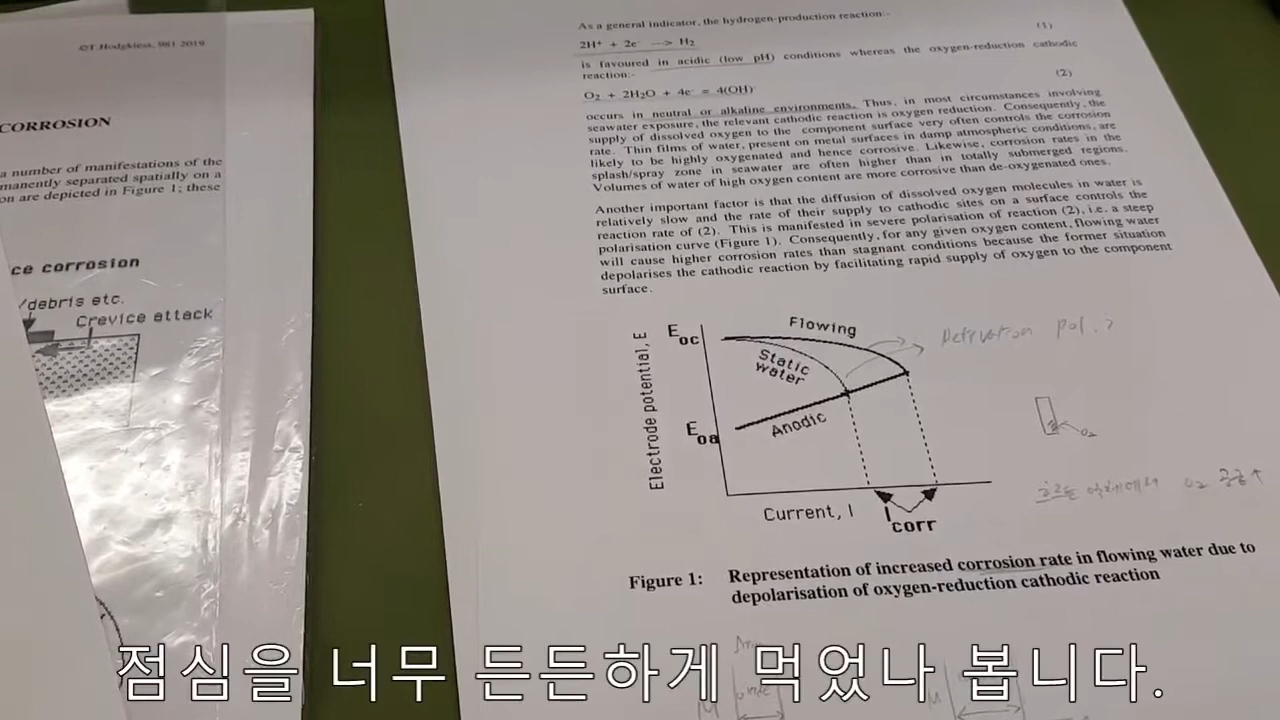 ©T Hodgkiess, 981 2019
CORROSION
a number of manifestations of the
manently separated spatially on a
on are depicted in Figure 1; these
ce corrosion
/debris etc.
Crevice attack
As a general indicator, the hydrogen-production reaction:-
2H⁺ + 2e⁻ ---> H₂ (1)
is favoured in acidic (low pH) conditions whereas the oxygen-reduction cathodic
reaction:-
O₂ + 2H₂O + 4e⁻ = 4(OH)⁻ (2)
occurs in neutral or alkaline environments. Thus, in most circumstances involving
seawater exposure, the relevant cathodic reaction is oxygen reduction. Consequently, the
supply of dissolved oxygen to the component surface very often controls the corrosion
rate. Thin films of water, present on metal surfaces in damp atmospheric conditions, are
likely to be highly oxygenated and hence corrosive. Likewise, corrosion rates in the
splash/spray zone in seawater are often higher than in totally submerged regions.
Volumes of water of high oxygen content are more corrosive than de-oxygenated ones.
Another important factor is that the diffusion of dissolved oxygen molecules in water is
relatively slow and the rate of their supply to cathodic sites on a surface controls the
reaction rate of (2). This is manifested in severe polarisation of reaction (2), i.e. a steep
polarisation curve (Figure 1). Consequently, for any given oxygen content, flowing water
will cause higher corrosion rates than stagnant conditions because the former situation
depolarises the cathodic reaction by facilitating rapid supply of oxygen to the component
surface.
Electrode potential, E
Eoc
Flowing
Static
water
Eoa
Anodic
Pol. ?
O₂
흐르는 액체에서 O₂ 공급↑
Current, I
Icorr
Figure 1: Representation of increased corrosion rate in flowing water due to
depolarisation of oxygen-reduction cathodic reaction
점심을 너무 든든하게 먹었나 봅니다.